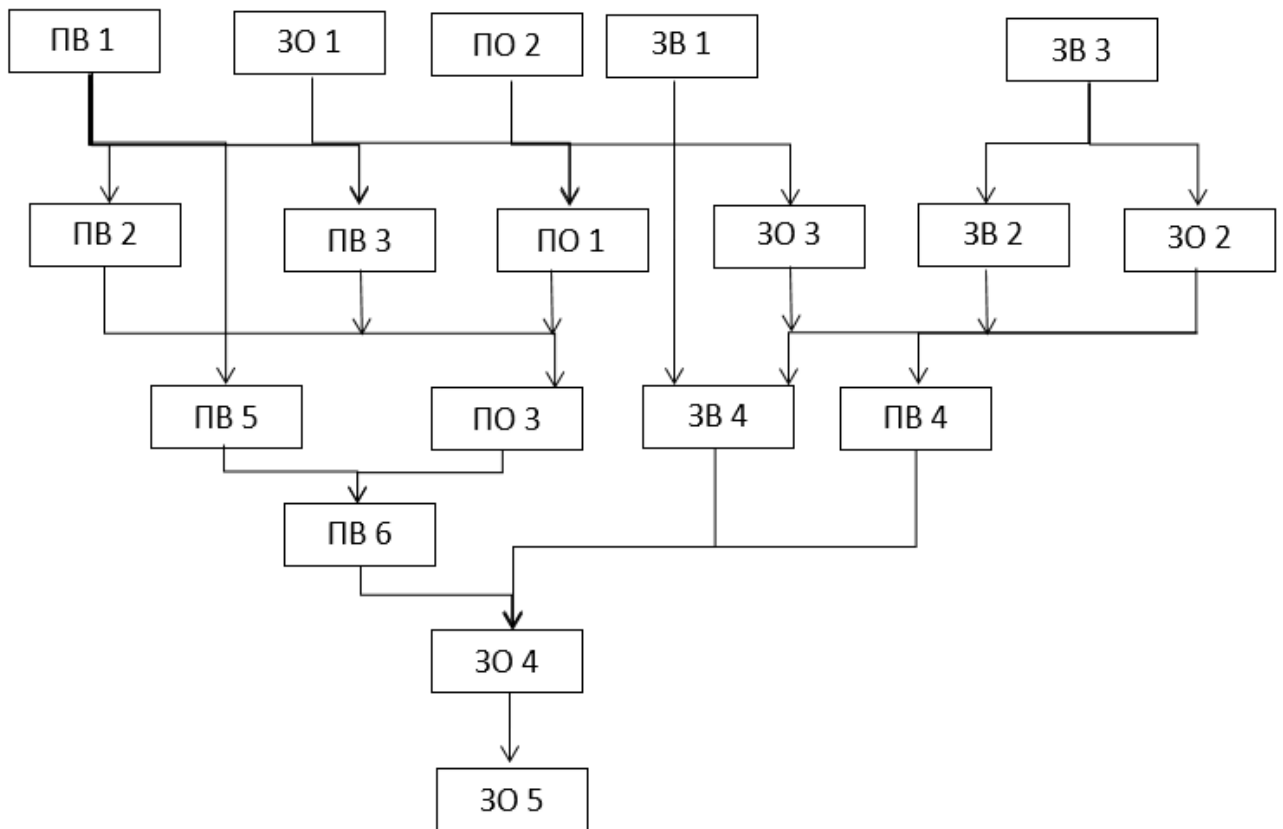 ПВ 1
ЗО 1
ПО 2
ЗВ 1
ЗВ 3
ПВ 2
ПВ 3
ПО 1
ЗО 3
ЗВ 2
ЗО 2
ПВ 5
ПО 3
ЗВ 4
ПВ 4
ПВ 6
ЗО 4
ЗО 5